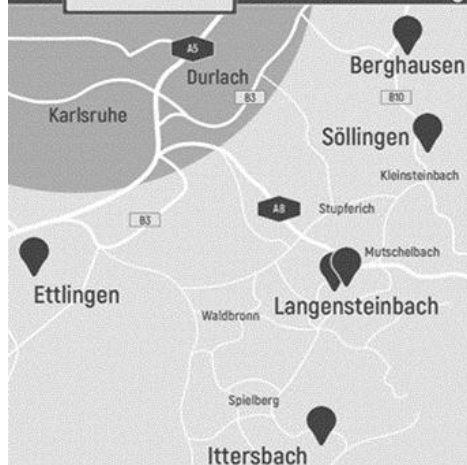 A5
Berghausen
Durlach
B3
B10
Karlsruhe
Söllingen
Kleinsteinbach
A8
Stupferich
B3
Mutschelbach
Ettlingen
Langensteinbach
Waldbronn
Spielberg
Ittersbach